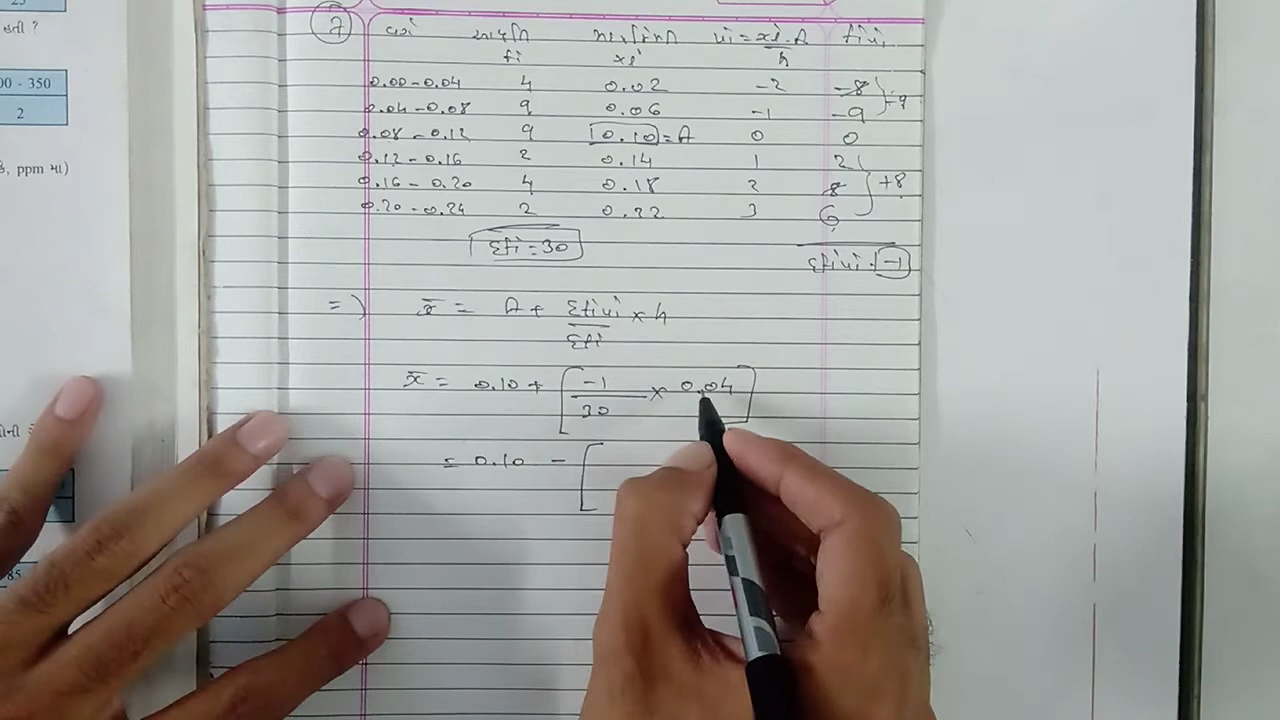 હતી ?
00 - 350
2
ક, ppm માં)
85
7 વર્ગ આવૃત્તિ મધ્યકિંમત ui = xi - A / h fiui
fi xi
0.00 - 0.04 4 0.02 -2 -8
0.04 - 0.08 9 0.06 -1 -9
0.08 - 0.12 9 0.10 = A 0 0
0.12 - 0.16 2 0.14 1 2
0.16 - 0.20 4 0.18 2 8 +8
0.20 - 0.24 2 0.22 3 6
Σfi = 30
Σfiui = -1
=) x̄ = A + Σfiui / Σfi × h
x̄ = 0.10 + [ -1 / 30 × 0.04 ]
= 0.10 - [